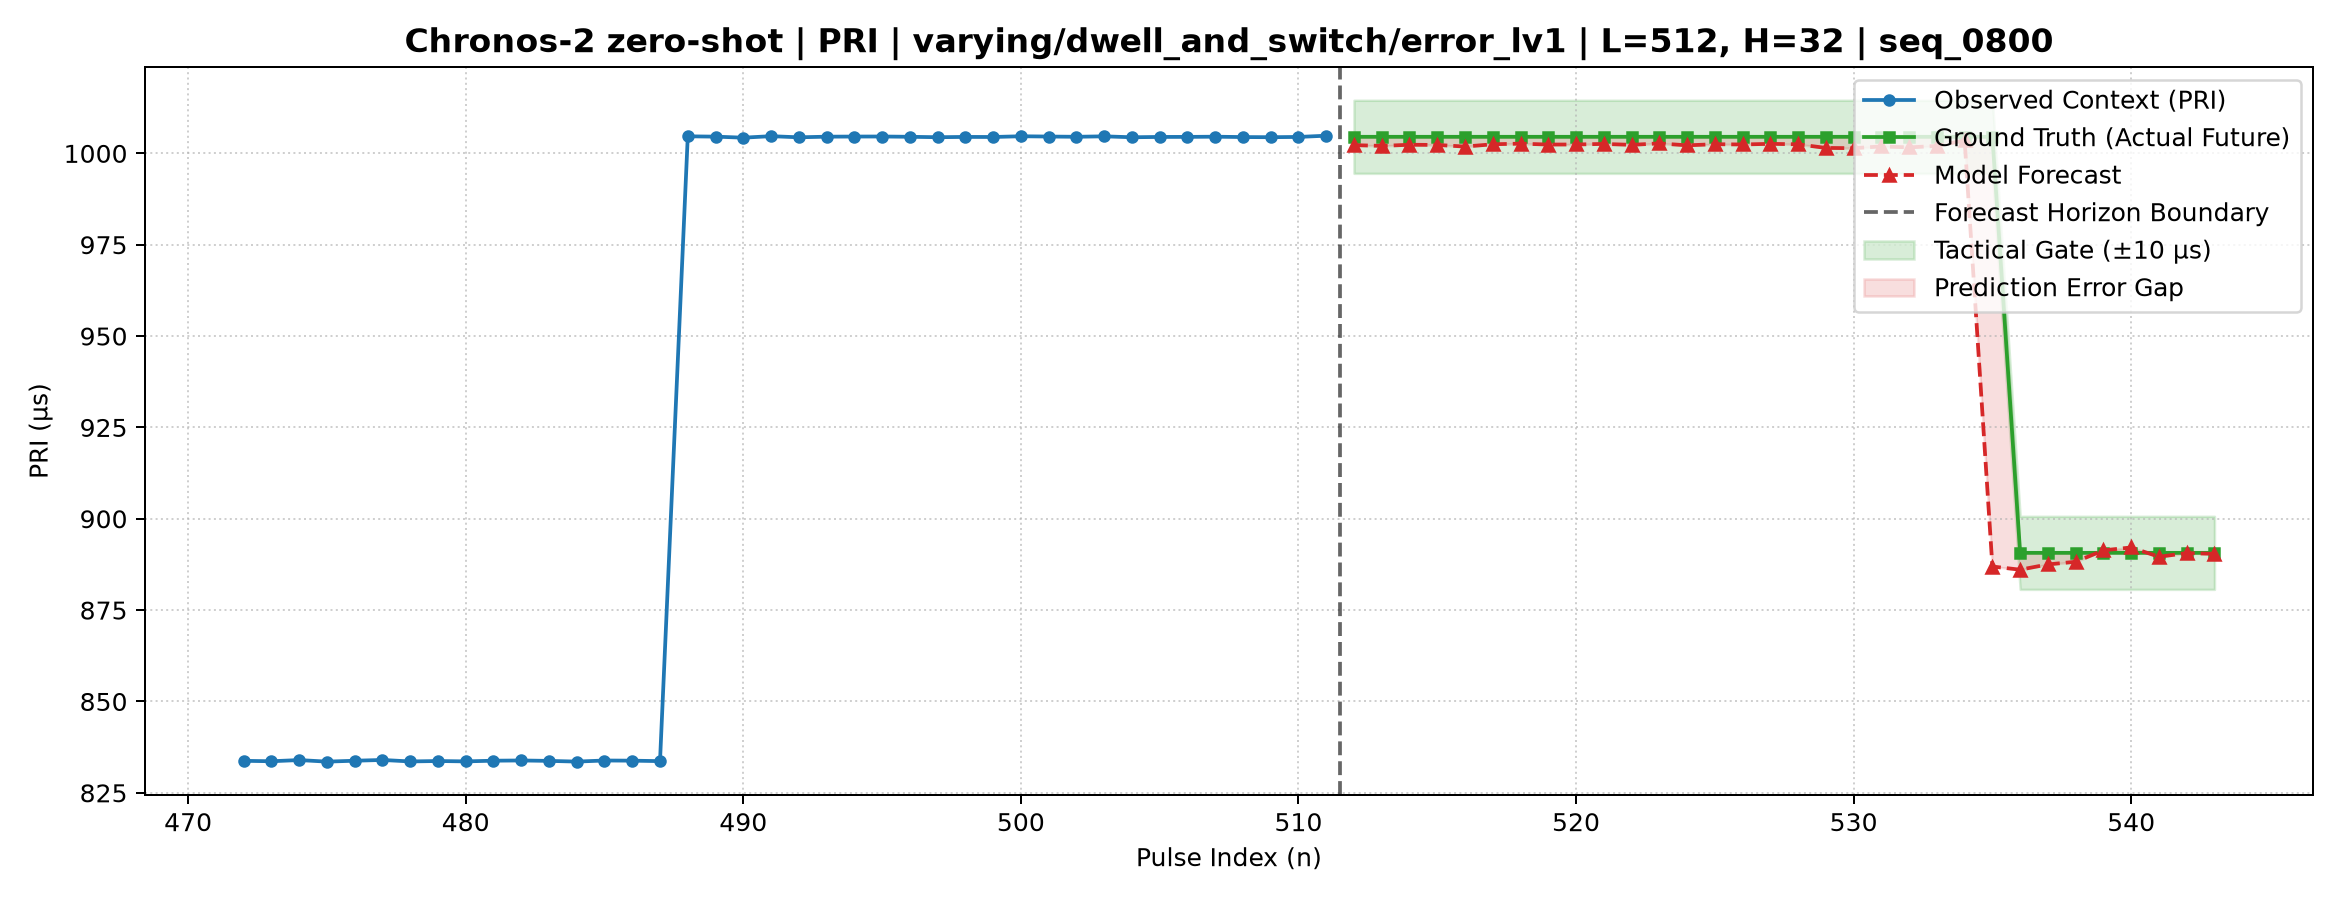 Chronos-2 zero-shot | PRI | varying/dwell_and_switch/error_lv1 | L=512, H=32 | seq_0800
Observed Context (PRI)
Ground Truth (Actual Future)
Model Forecast
Forecast Horizon Boundary
Tactical Gate (±10 µs)
Prediction Error Gap
PRI (µs)
1000
975
950
925
900
875
850
825
470 480 490 500 510 520 530 540
Pulse Index (n)